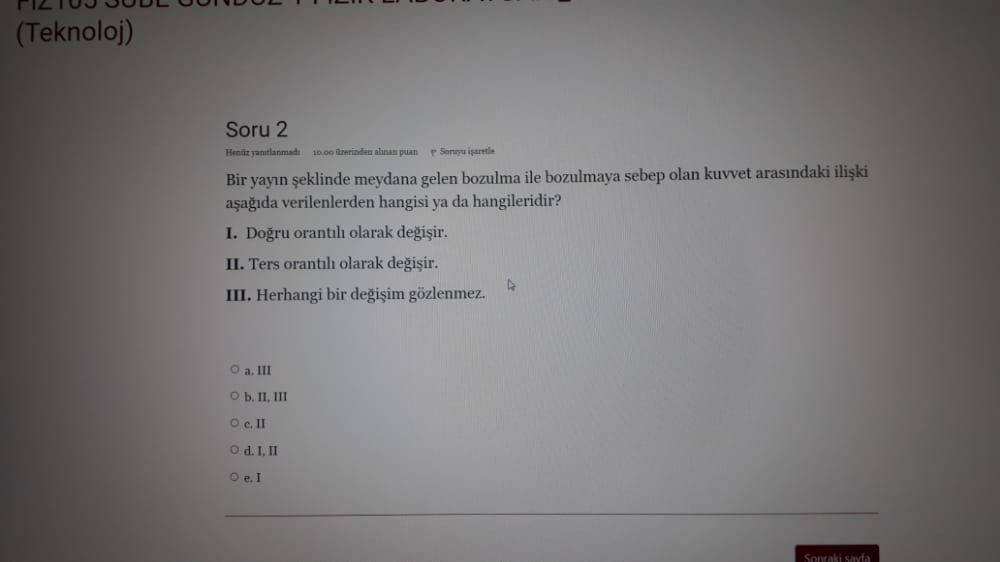 (Teknoloj)
Soru 2
Henüz yanıtlanmadı 10.00 üzerinden alınan puan Soruyu işaretle
Bir yayın şeklinde meydana gelen bozulma ile bozulmaya sebep olan kuvvet arasındaki ilişki
aşağıda verilenlerden hangisi ya da hangileridir?
I. Doğru orantılı olarak değişir.
II. Ters orantılı olarak değişir.
III. Herhangi bir değişim gözlenmez.
a. III
b. II, III
c. II
d. I, II
e. I
Sonraki sayfa